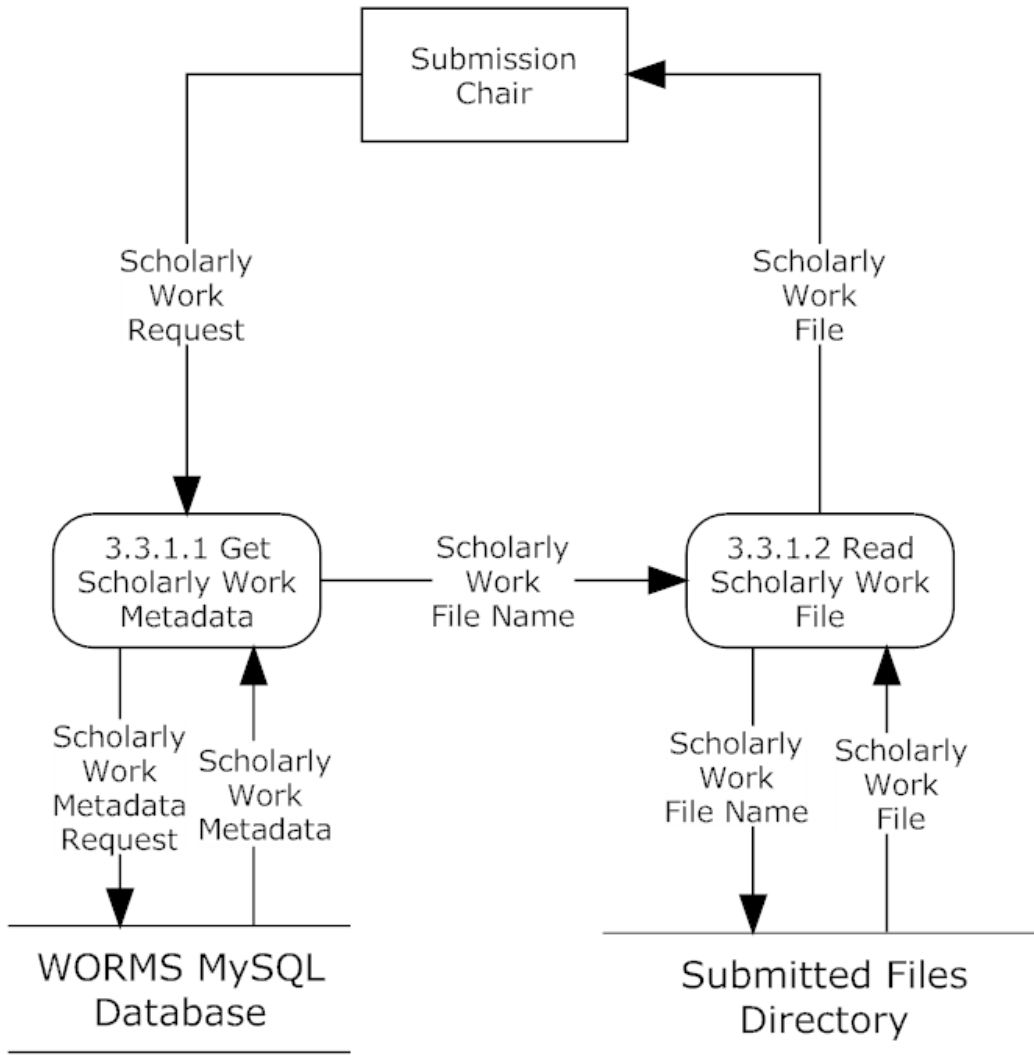 Submission
Chair
Scholarly
Work
Request
Scholarly
Work
File
3.3.1.1 Get
Scholarly Work
Metadata
Scholarly
Work
File Name
3.3.1.2 Read
Scholarly Work
File
Scholarly
Work
Metadata
Request
Scholarly
Work
Metadata
Scholarly
Work
File Name
Scholarly
Work
File
WORMS MySQL
Database
Submitted Files
Directory